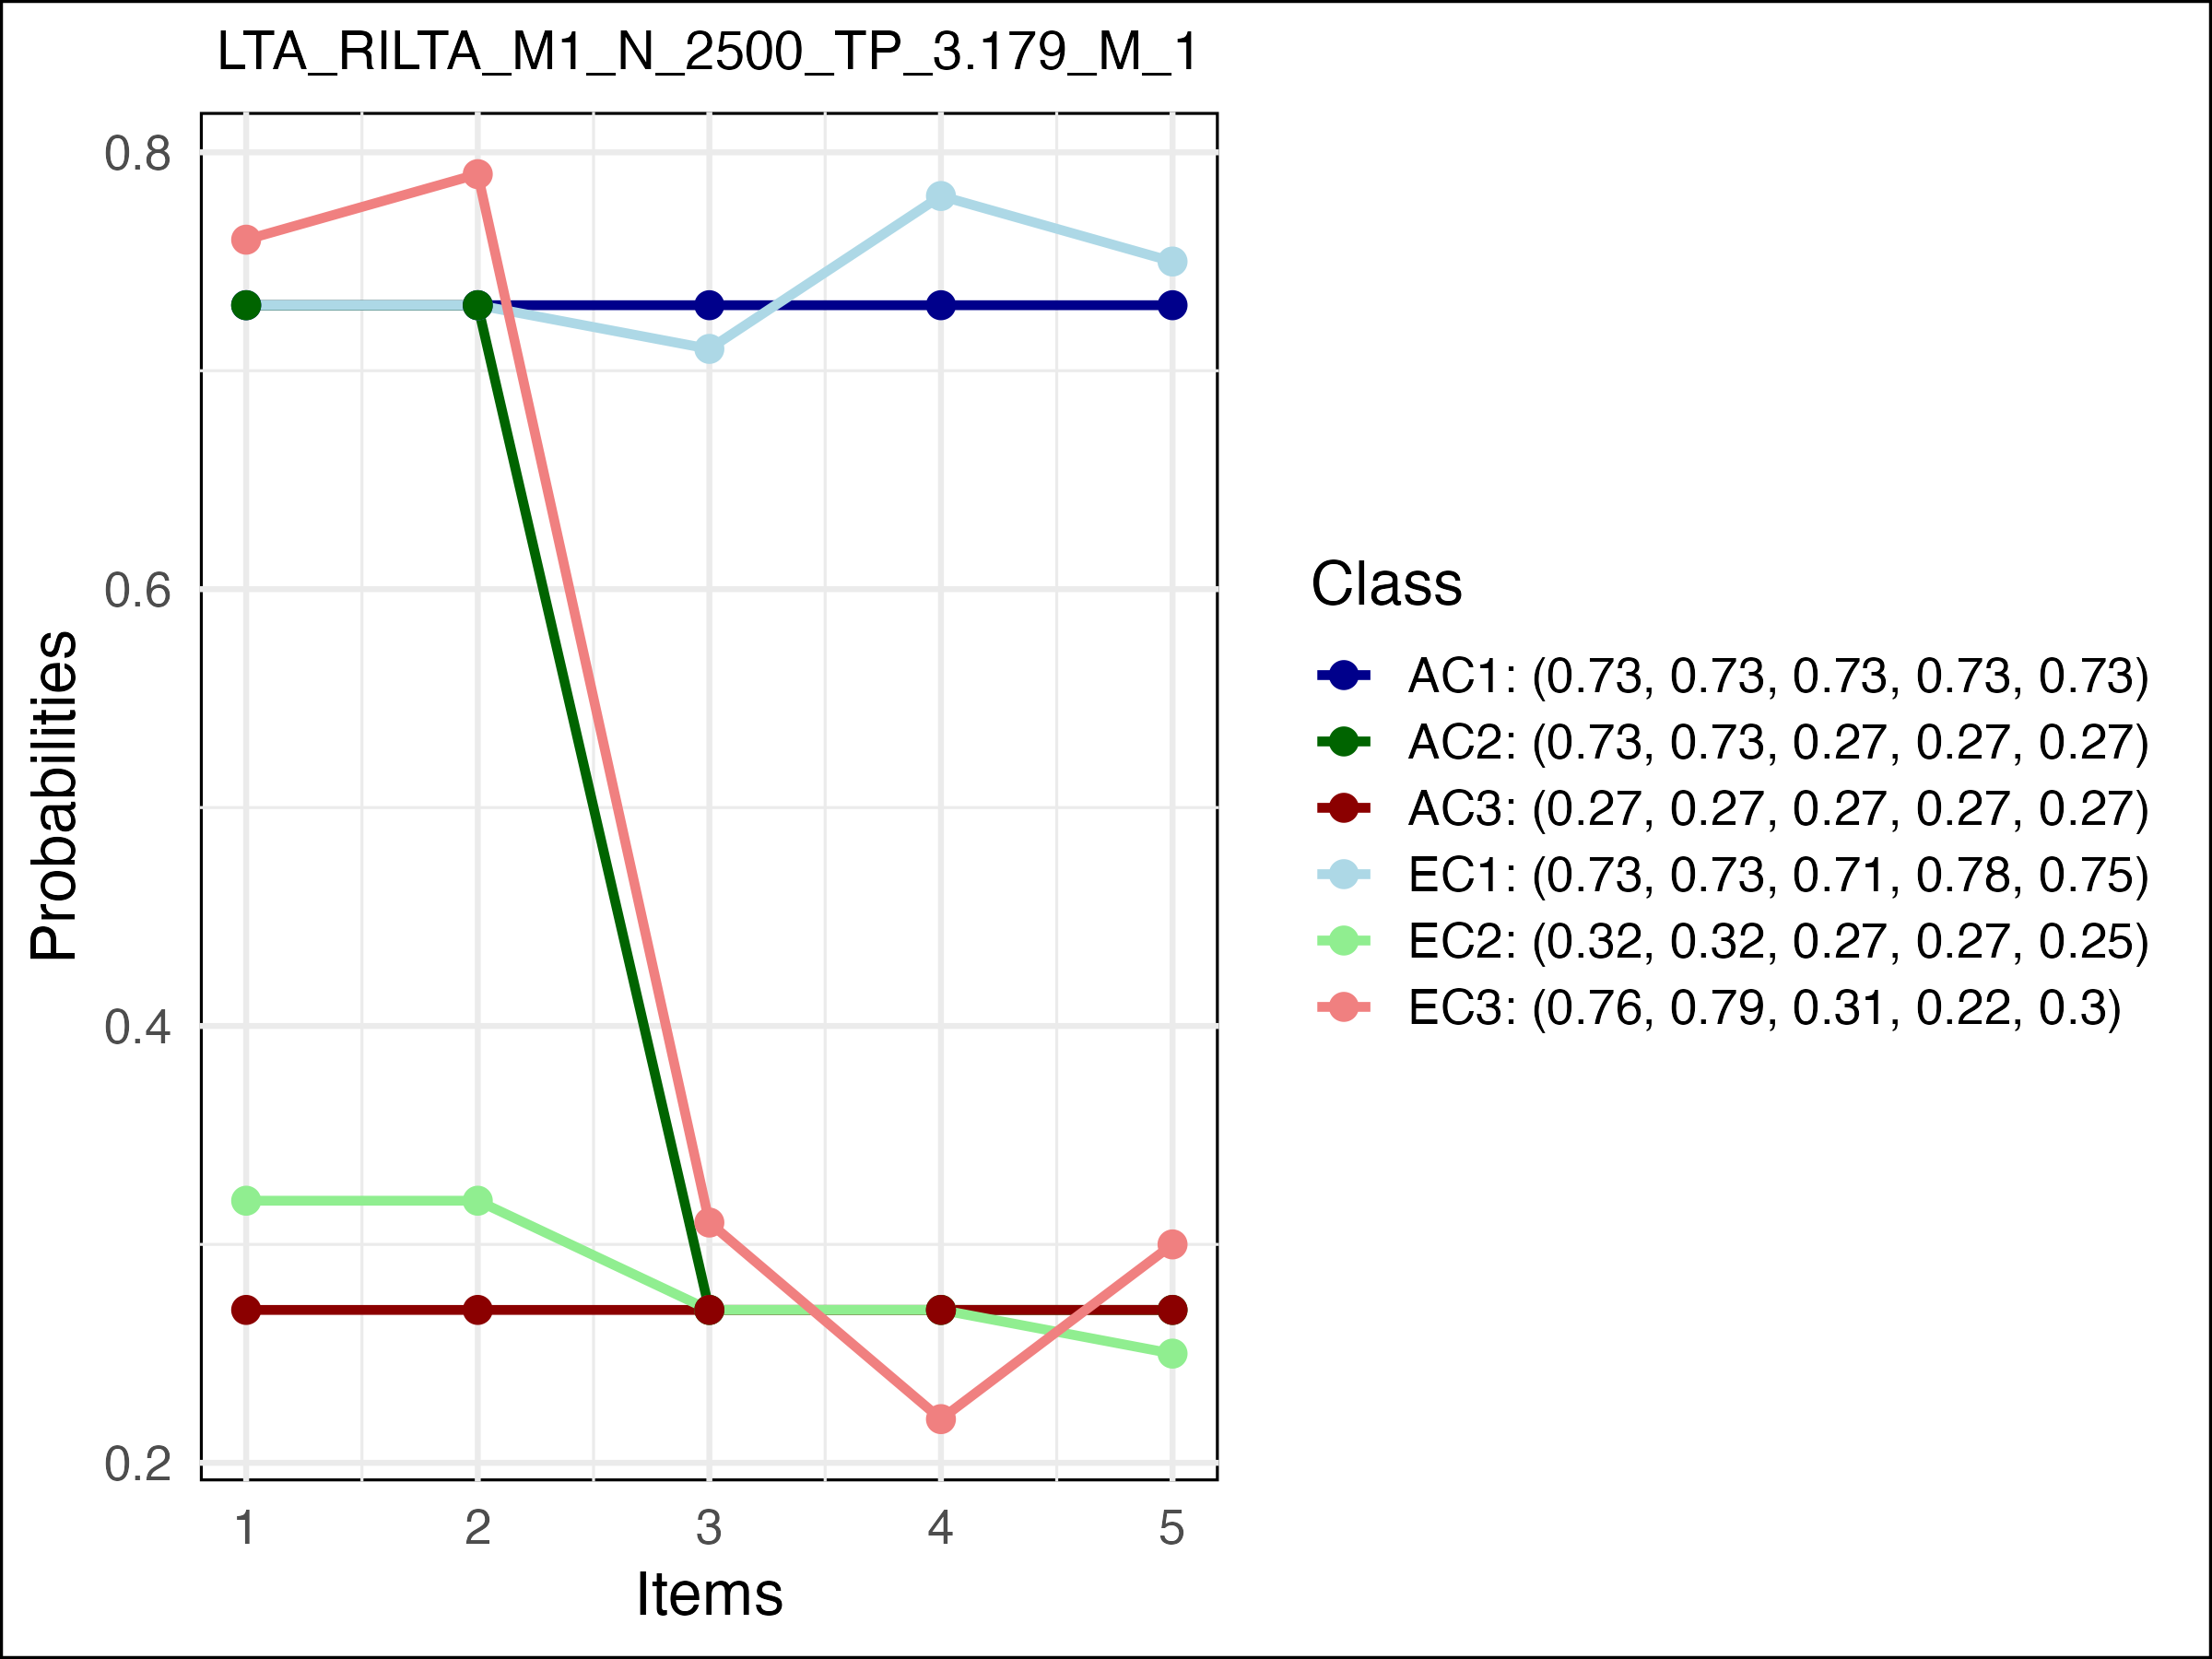 LTA_RILTA_M1_N_2500_TP_3.179_M_1
0.8
0.6
0.4
0.2
Probabilities
1 2 3 4 5
Items
Class
AC1: (0.73, 0.73, 0.73, 0.73, 0.73)
AC2: (0.73, 0.73, 0.27, 0.27, 0.27)
AC3: (0.27, 0.27, 0.27, 0.27, 0.27)
EC1: (0.73, 0.73, 0.71, 0.78, 0.75)
EC2: (0.32, 0.32, 0.27, 0.27, 0.25)
EC3: (0.76, 0.79, 0.31, 0.22, 0.3)